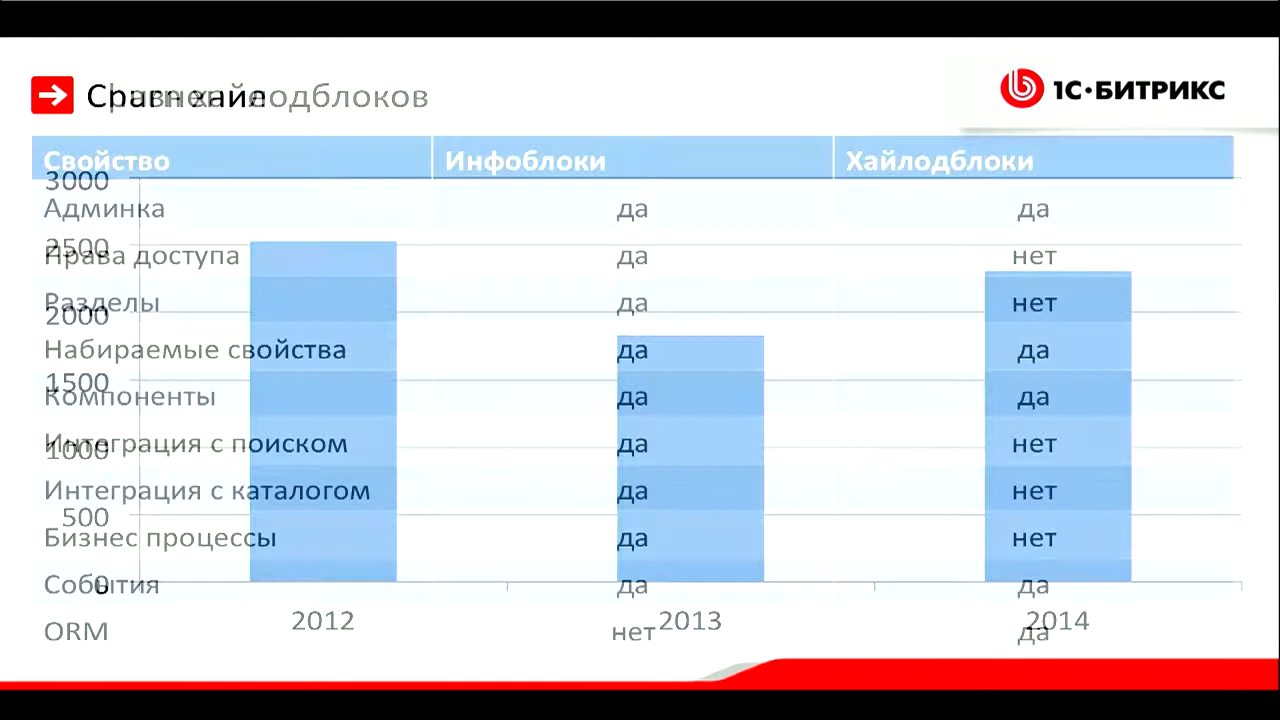 1С·БИТРИКС
Свойство Инфоблоки Хайлодблоки
3000
Админка да да
2500
Права доступа да нет
Разделы да нет
2000
Набираемые свойства да да
1500
Компоненты да да
Интеграция с поиском да нет
1000
Интеграция с каталогом да нет
500
Бизнес процессы да нет
События да да
0
2012 2013 2014
ORM нет да